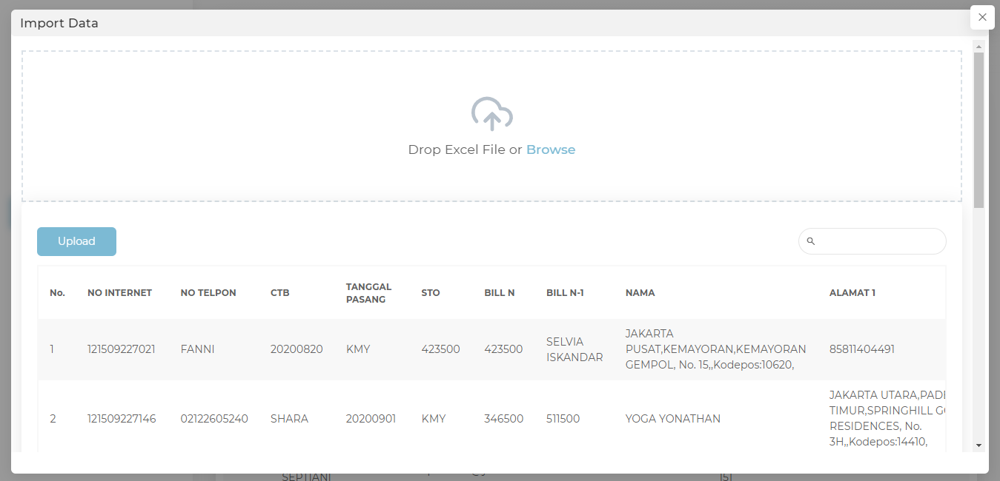 Import Data
Drop Excel File or Browse
Upload
No. NO INTERNET NO TELPON CTB TANGGAL PASANG STO BILL N BILL N-1 NAMA ALAMAT 1
1 121509227021 FANNI 20200820 KMY 423500 423500 SELVIA ISKANDAR JAKARTA PUSAT,KEMAYORAN,KEMAYORAN GEMPOL, No. 15,,Kodepos:10620, 85811404491
2 121509227146 02122605240 SHARA 20200901 KMY 346500 511500 YOGA YONATHAN JAKARTA UTARA,PADE TIMUR,SPRINGHILL GO RESIDENCES, No. 3H,,Kodepos:14410,
SEPTIANI 151